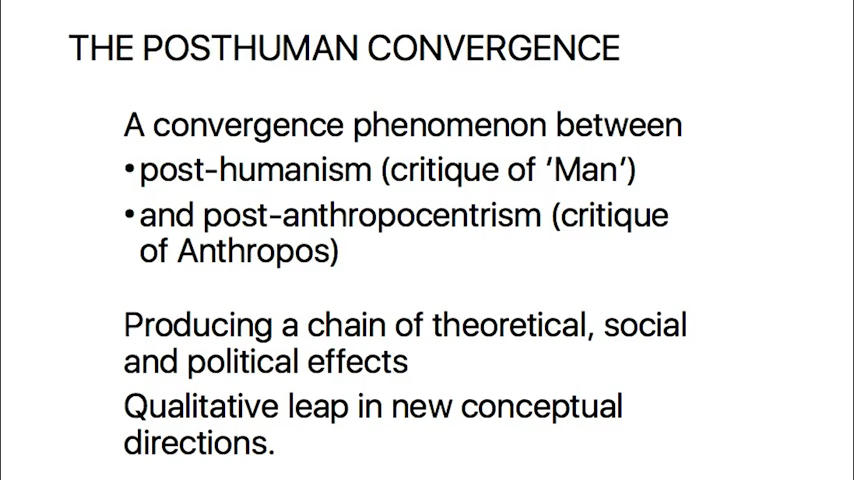 THE POSTHUMAN CONVERGENCE
A convergence phenomenon between
•post-humanism (critique of ‘Man’)
•and post-anthropocentrism (critique
of Anthropos)
Producing a chain of theoretical, social
and political effects
Qualitative leap in new conceptual
directions.